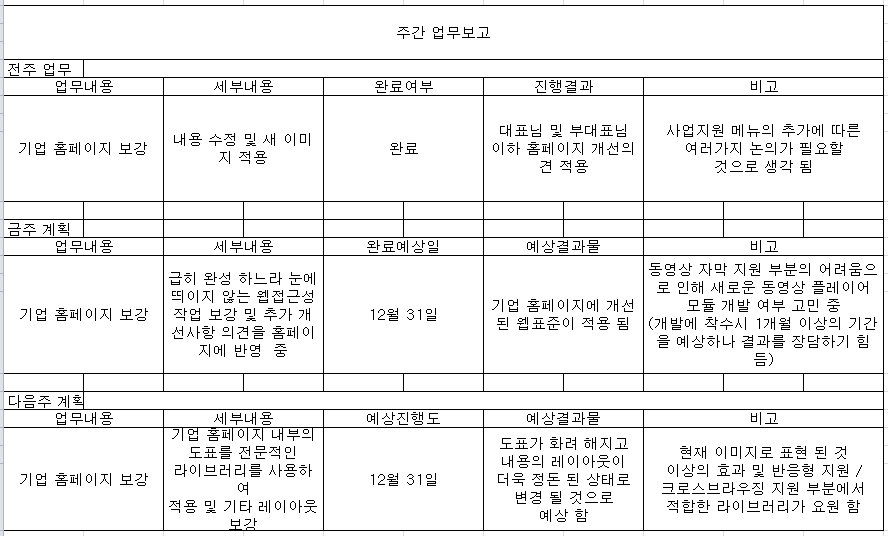 주간 업무보고
전주 업무
업무내용 세부내용 완료여부 진행결과 비고
기업 홈페이지 보강
내용 수정 및 새 이미
지 적용
완료
대표님 및 부대표님
이하 홈페이지 개선의
견 적용
사업지원 메뉴의 추가에 따른
여러가지 논의가 필요할
것으로 생각 됨
금주 계획
업무내용 세부내용 완료예상일 예상결과물 비고
기업 홈페이지 보강
급히 완성 하느라 눈에
띄이지 않는 웹접근성
작업 보강 및 추가 개
선사항 의견을 홈페이
지에 반영 중
12월 31일
기업 홈페이지에 개선
된 웹표준이 적용 됨
동영상 자막 지원 부분의 어려움으
로 인해 새로운 동영상 플레이어
모듈 개발 여부 고민 중
(개발에 착수시 1개월 이상의 기간
을 예상하나 결과를 장담하기 힘
듬)
다음주 계획
업무내용 세부내용 예상진행도 예상결과물 비고
기업 홈페이지 보강
기업 홈페이지 내부의
도표를 전문적인
라이브러리를 사용하
여
적용 및 기타 레이아웃
보강
12월 31일
도표가 화려 해지고
내용의 레이아웃이
더욱 정돈 된 상태로
변경 될 것으로
예상 함
현재 이미지로 표현 된 것
이상의 효과 및 반응형 지원 /
크로스브라우징 지원 부분에서
적합한 라이브러리가 요원 함